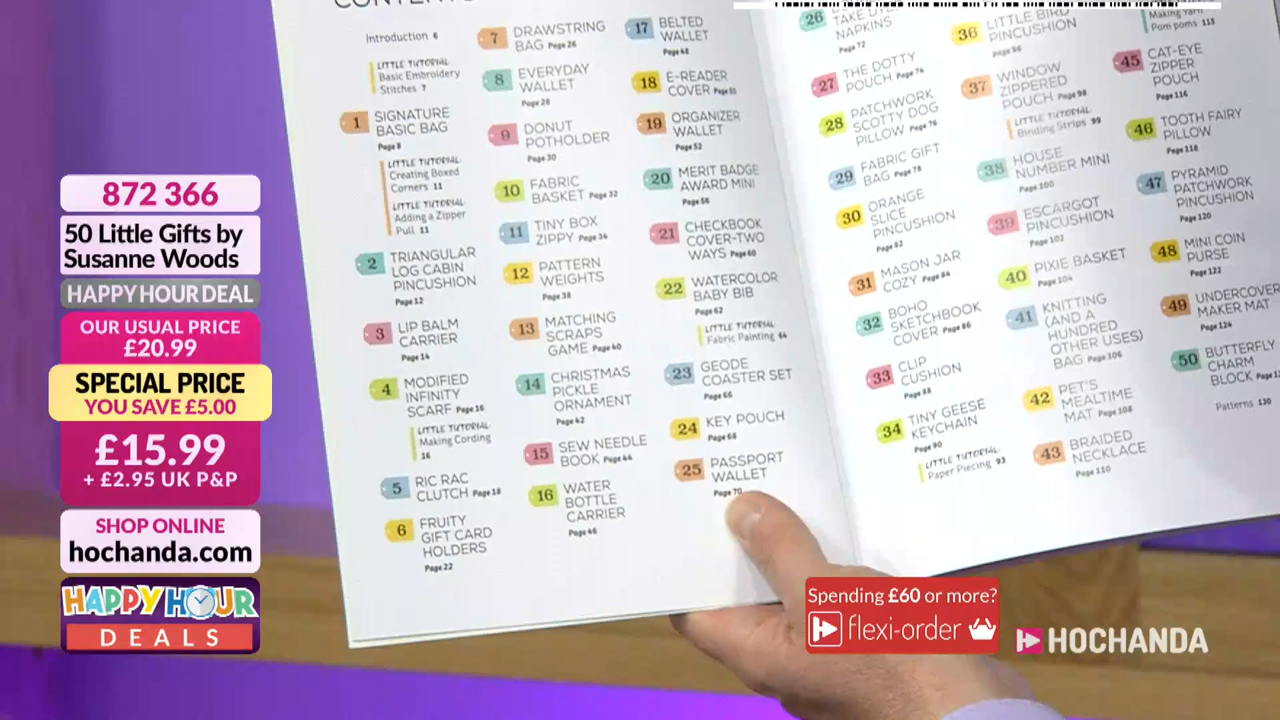 872 366
50 Little Gifts by
Susanne Woods
HAPPY HOUR DEAL
OUR USUAL PRICE
£20.99
SPECIAL PRICE
YOU SAVE £5.00
£15.99
+ £2.95 UK P&P
SHOP ONLINE
hochanda.com
HAPPY HOUR
DEALS
Introduction 6
LITTLE TUTORIAL
Basic Embroidery
Stitches 7
1 SIGNATURE
BASIC BAG
Page 8
LITTLE TUTORIAL
Creating Boxed
Corners 11
LITTLE TUTORIAL
Adding a Zipper
Pull 11
2 TRIANGULAR
LOG CABIN
PINCUSHION
Page 12
3 LIP BALM
CARRIER
Page 14
4 MODIFIED
INFINITY
SCARF Page 16
LITTLE TUTORIAL
Making Cording
16
5 RIC RAC
CLUTCH Page 18
6 FRUITY
GIFT CARD
HOLDERS
Page 22
7 DRAWSTRING
BAG Page 26
8 EVERYDAY
WALLET
Page 28
9 DONUT
POTHOLDER
Page 30
10 FABRIC
BASKET Page 32
11 TINY BOX
ZIPPY Page 34
12 PATTERN
WEIGHTS
Page 38
13 MATCHING
SCRAPS
GAME Page 40
14 CHRISTMAS
PICKLE
ORNAMENT
Page 42
15 SEW NEEDLE
BOOK Page 44
16 WATER
BOTTLE
CARRIER
Page 46
17 BELTED
WALLET
Page 48
18 E-READER
COVER Page
19 ORGANIZER
WALLET
Page 52
20 MERIT BADGE
AWARD MINI
Page 56
21 CHECKBOOK
COVER-TWO
WAYS Page 60
22 WATERCOLOR
BABY BIB
Page 62
LITTLE TUTORIAL
Fabric Painting 64
23 GEODE
COASTER SET
Page 66
24 KEY POUCH
Page 68
25 PASSPORT
WALLET
Page 70
26
NAPKINS
Page 72
27 THE DOTTY
POUCH Page 74
28 PATCHWORK
SCOTTY DOG
PILLOW Page 76
29 FABRIC GIFT
BAG Page 78
30 ORANGE
SLICE
PINCUSHION
Page 82
31 MASON JAR
COZY Page 84
32 BOHO
SKETCHBOOK
COVER Page 86
33 CLIP
CUSHION
Page 88
34 TINY GEESE
KEYCHAIN
Page 90
LITTLE TUTORIAL
Paper Piecing 93
36 LITTLE BIRD
PINCUSHION
Page 96
37 WINDOW
ZIPPERED
POUCH Page 98
LITTLE TUTORIAL
Binding Strips 99
38 HOUSE
NUMBER MINI
Page 100
39 ESCARGOT
PINCUSHION
Page 102
40 PIXIE BASKET
Page 104
41 KNITTING
(AND A
HUNDRED
OTHER USES)
BAG Page 106
42 PET'S
MEALTIME
MAT Page 108
43 BRAIDED
NECKLACE
Page 110
Making Yarn
Pom poms 115
45 CAT-EYE
ZIPPER
POUCH
Page 116
46 TOOTH FAIRY
PILLOW
Page 118
47 PYRAMID
PATCHWORK
PINCUSHION
Page 120
48 MINI COIN
PURSE
Page 122
49 UNDERCOVER
MAKER MAT
Page 124
50 BUTTERFLY
CHARM
BLOCK
Patterns 130
Spending £60 or more?
flexi-order
HOCHANDA